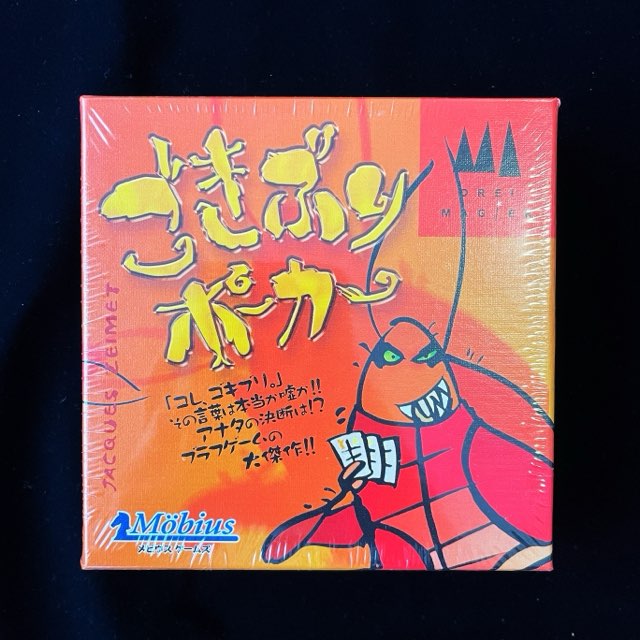 ごきぶり
ポーカー
DREI
MAGIER
JACQUES ZEIMET
「コレ、ゴキブリ。」
その言葉は本当か嘘か!!
アナタの決断は!?
ブラフゲームの
大傑作!!
Möbius
メビウスゲームズ